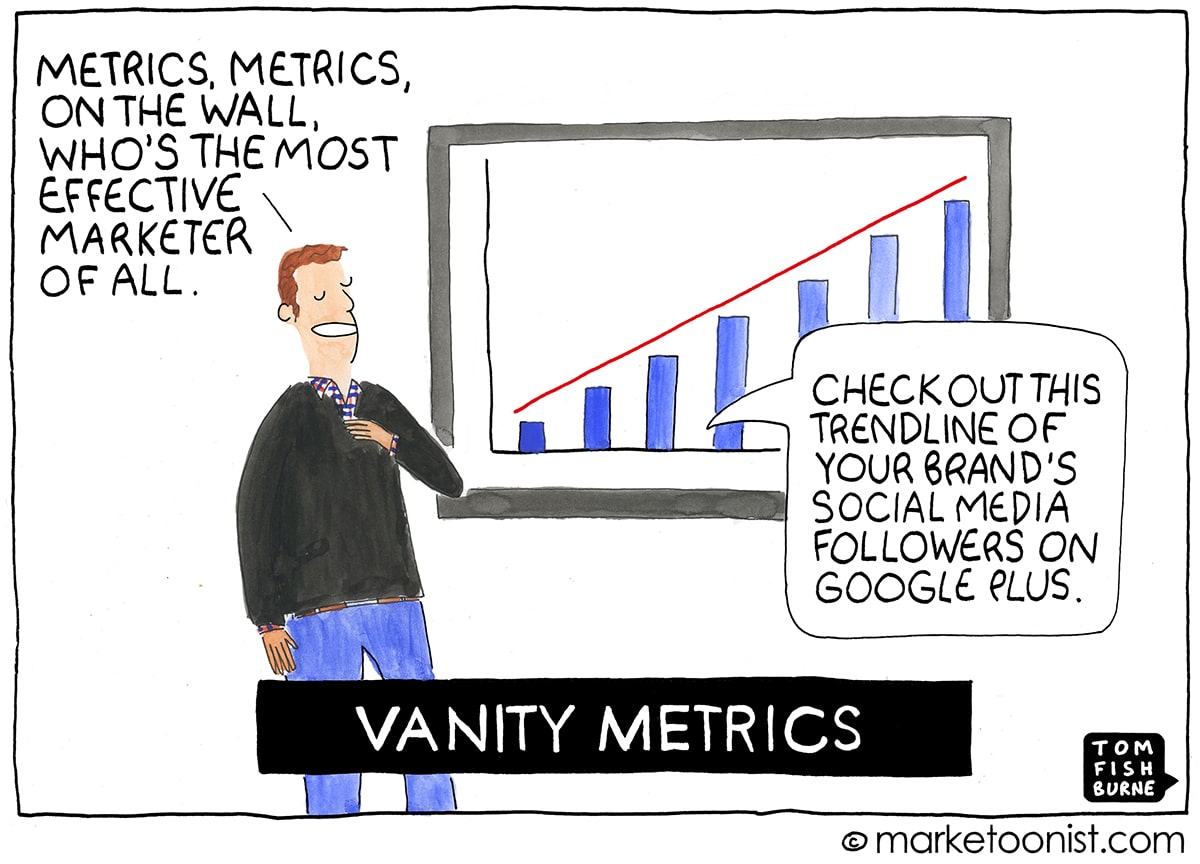 METRICS, METRICS,
ON THE WALL,
WHO'S THE MOST
EFFECTIVE
MARKETER
OF ALL.
CHECK OUT THIS
TRENDLINE OF
YOUR BRAND'S
SOCIAL MEDIA
FOLLOWERS ON
GOOGLE PLUS.
VANITY METRICS
TOM
FISH
BURNE
© marketoonist.com